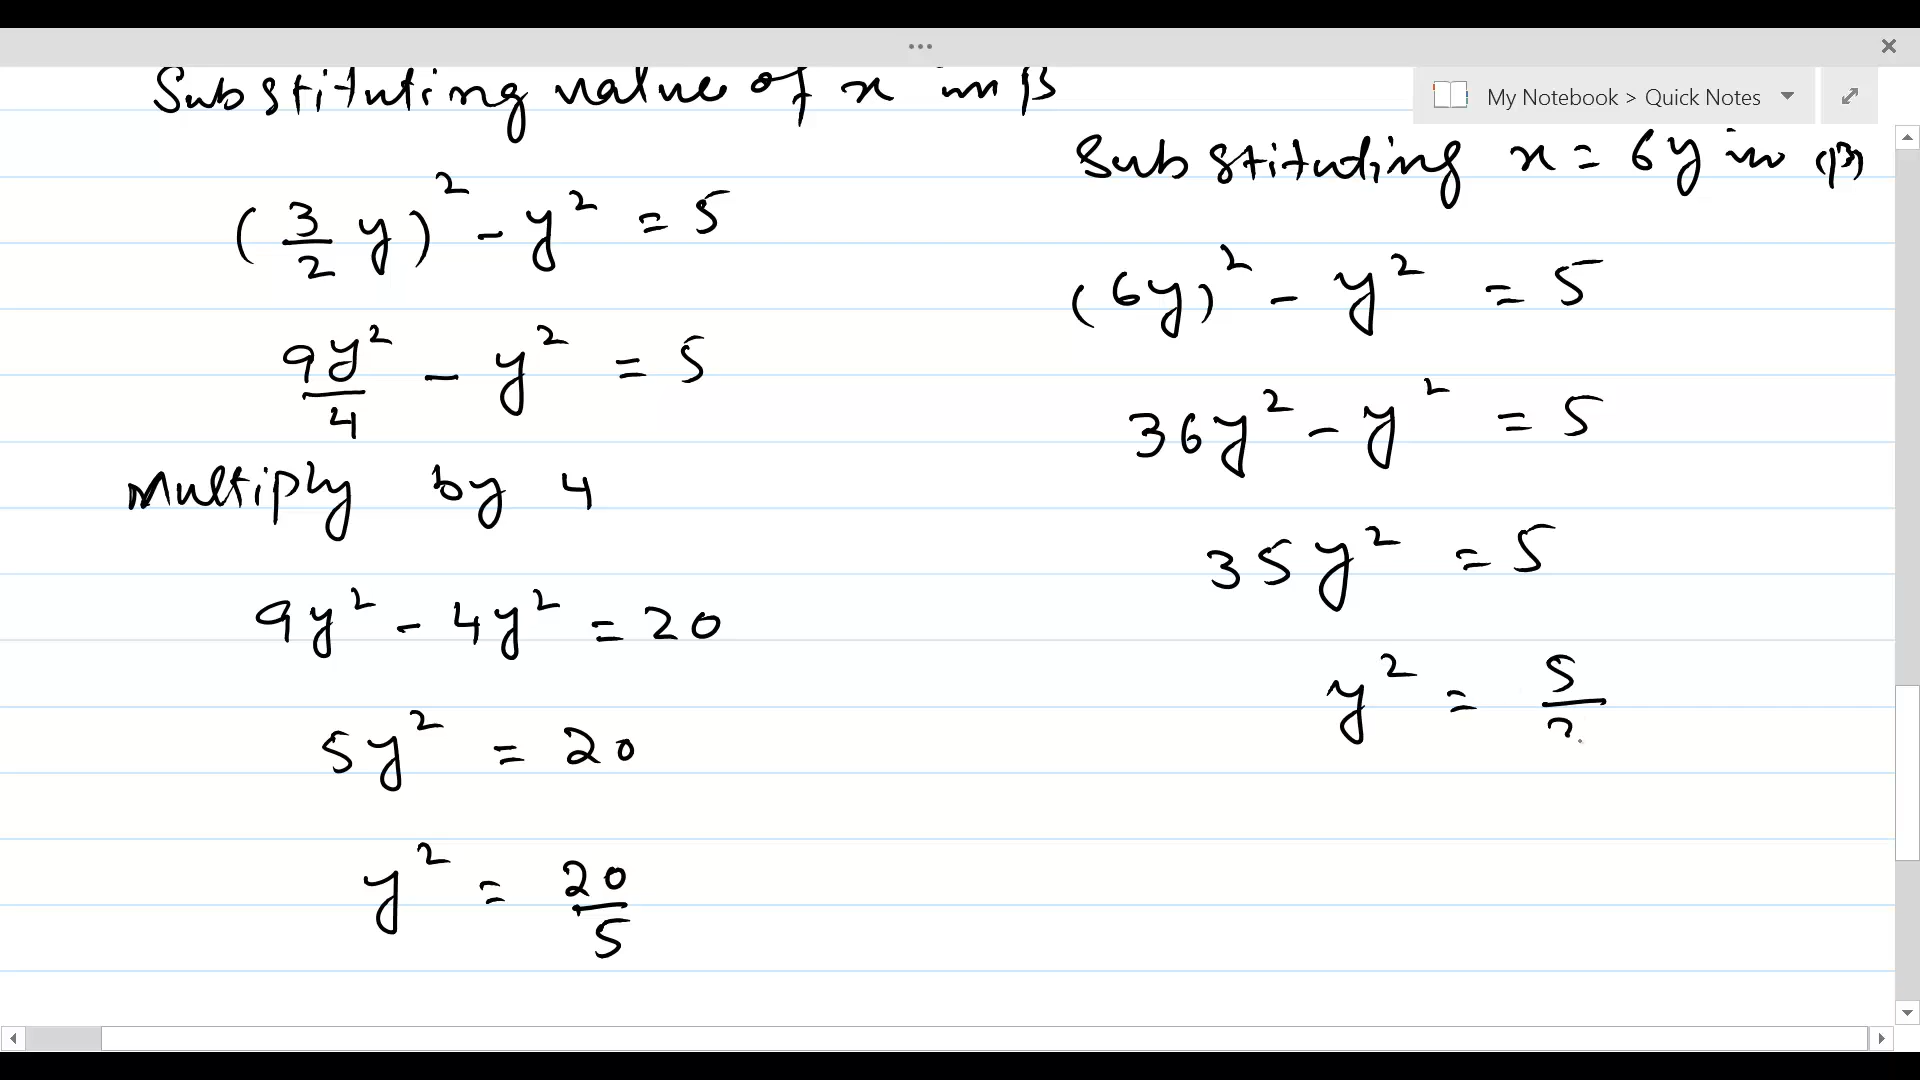 Substituting value of x in β
(3/2 y)² - y² = 5
9y²/4 - y² = 5
Multiply by 4
9y² - 4y² = 20
5y² = 20
y² = 20/5
My Notebook > Quick Notes
Substituting x = 6y in (β)
(6y)² - y² = 5
36y² - y² = 5
35y² = 5
y² = 5/3